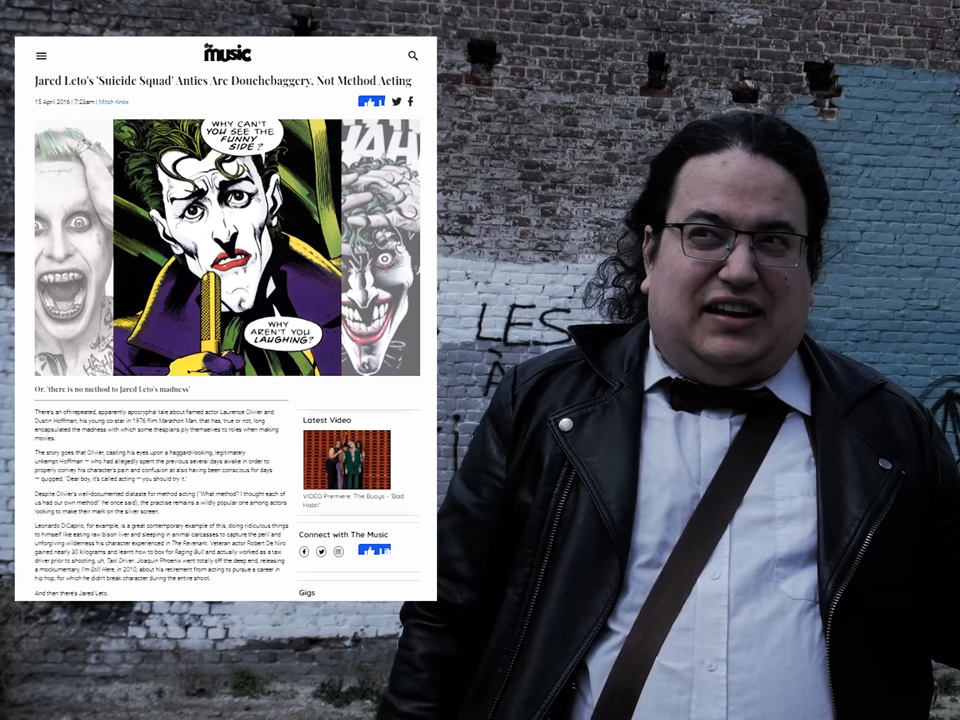 the music
Jared Leto's 'Suicide Squad' Antics Are Douchebaggery, Not Method Acting
15 April 2016 | 7:23am | Mitch Knox
WHY CAN'T
YOU SEE THE
FUNNY
SIDE?
WHY
AREN'T YOU
LAUGHING?
Or, 'there is no method to Jared Leto's madness'
There's an oft-repeated, apparently apocryphal tale about famed actor Laurence Olivier and
Dustin Hoffman, his young co-star in 1976 film Marathon Man, that has, true or not, long
encapsulated the madness with which some thespians ply themselves to roles when making
movies.
The story goes that Olivier, casting his eyes upon a haggard-looking, legitimately
unkempt Hoffman — who had allegedly spent the previous several days awake in order to
properly convey his character's pain and confusion at also having been conscious for days
— quipped, "Dear boy, it's called acting — you should try it."
Despite Olivier's well-documented distaste for method acting ("What method? I thought each of
us had our own method" he once said), the practise remains a wildly popular one among actors
looking to make their mark on the silver screen.
Leonardo DiCaprio, for example, is a great contemporary example of this, doing ridiculous things
to himself like eating raw bison liver and sleeping in animal carcasses to capture the peril and
unforgiving wilderness his character experienced in The Revenant. Veteran actor Robert De Niro
gained nearly 30 kilograms and learnt how to box for Raging Bull and actually worked as a taxi
driver prior to shooting, uh, Taxi Driver. Joaquin Phoenix went totally off the deep end, releasing
a mockumentary, I'm Still Here, in 2010, about his retirement from acting to pursue a career in
hip hop, for which he didn't break character during the entire shoot.
And then there's Jared Leto.
Latest Video
VIDEO Premiere: The Buoys - 'Bad
Habit'
Connect with The Music
Gigs
LES
À